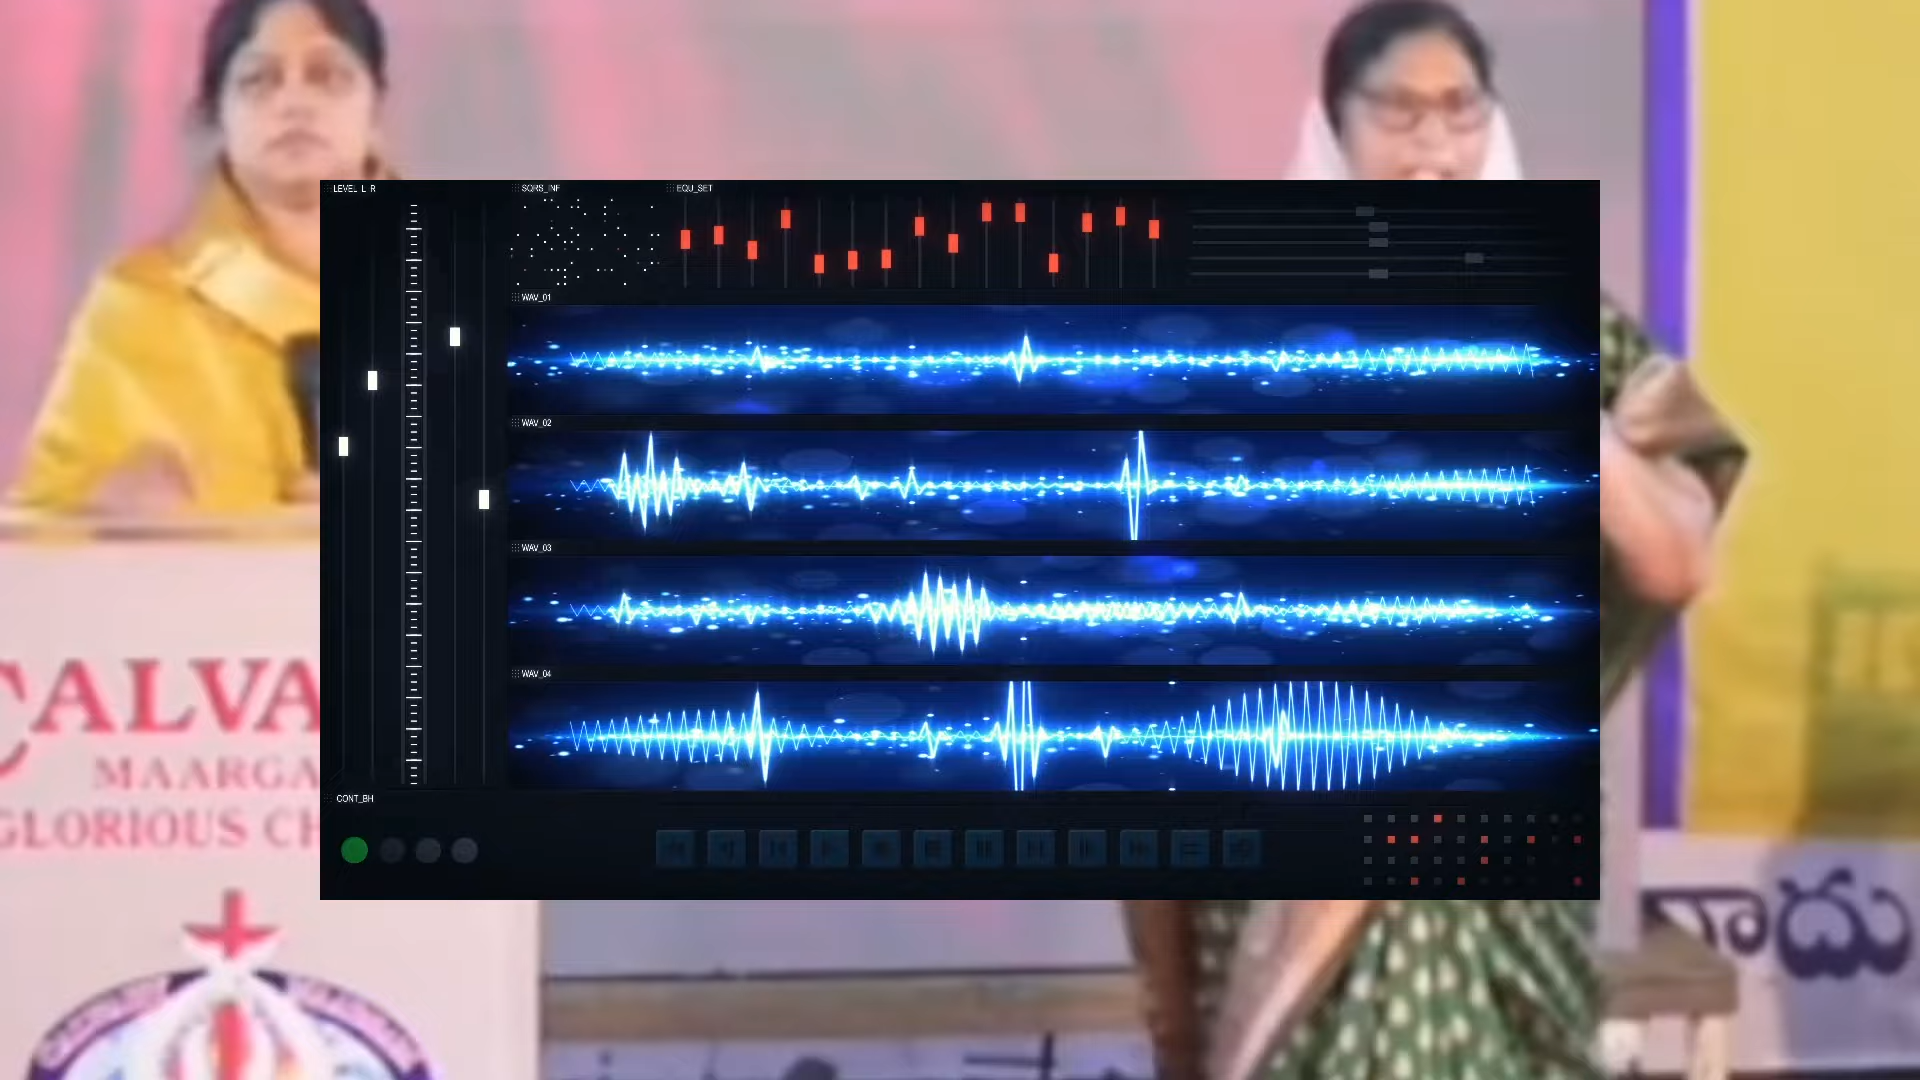 LEVEL L R
SQRS_INF
EQU_SET
WAV_01
WAV_02
WAV_03
WAV_04
CONT_BH
CALVA
MAARGA
GLORIOUS CH
గాదు